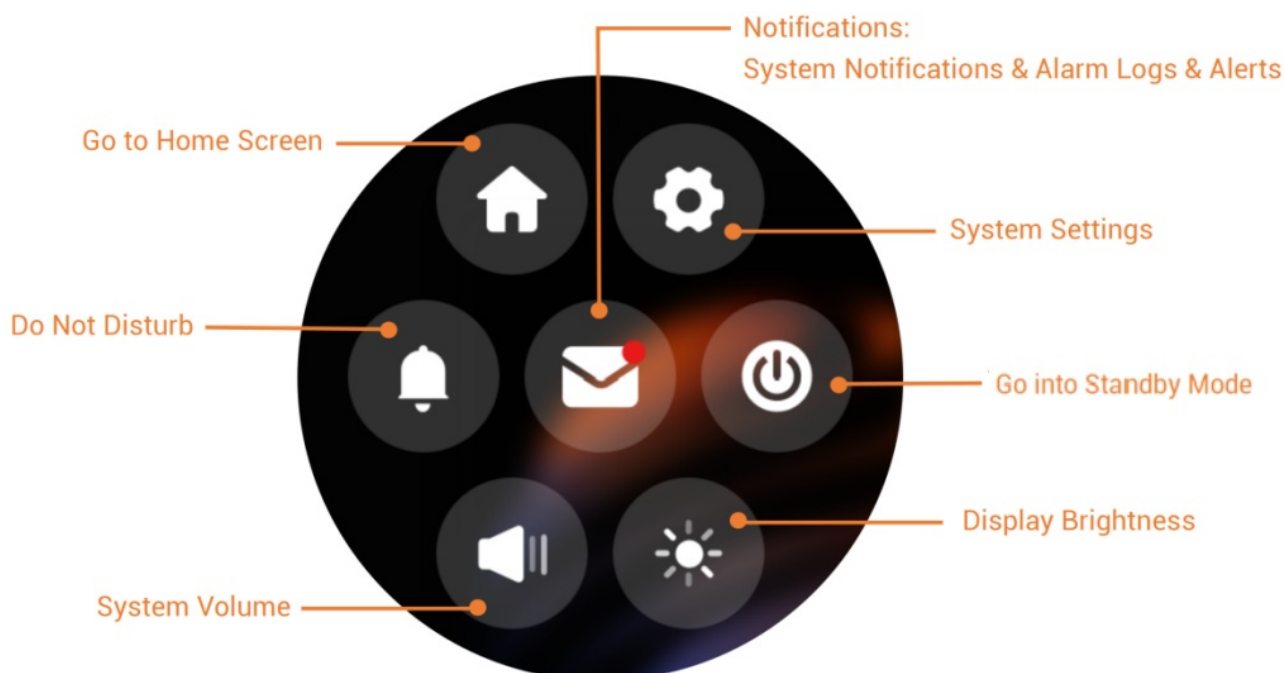 Notifications:
System Notifications & Alarm Logs & Alerts
Go to Home Screen
System Settings
Do Not Disturb
Go into Standby Mode
Display Brightness
System Volume